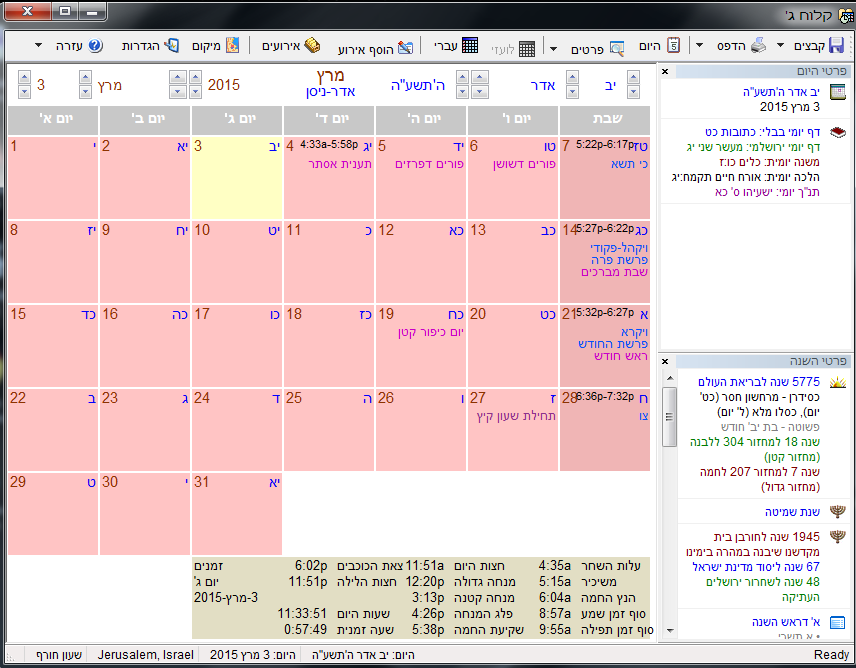 קלוח ג'
קבצים הדפס היום פרטים לועזי עברי הוסף אירוע אירועים מיקום הגדרות עזרה
יב אדר ה'תשע"ה
מרץ
אדר-ניסן
2015 מרץ 3
יום א' יום ב' יום ג' יום ד' יום ה' יום ו' שבת
1 י
2 יא
3 יב
4 4:33a-5:58p יג
תענית אסתר
5 יד
פורים דפרזים
6 טו
פורים דשושן
7 5:22p-6:17p טז
כי תשא
8 יז
9 יח
10 יט
11 כ
12 כא
13 כב
14 5:27p-6:22p כג
ויקהל-פקודי
פרשת פרה
שבת מברכים
15 כד
16 כה
17 כו
18 כז
19 כח
יום כיפור קטן
20 כט
21 5:32p-6:27p א
ויקרא
פרשת החודש
ראש חודש
22 ב
23 ג
24 ד
25 ה
26 ו
27 ז
תחילת שעון קיץ
28 6:36p-7:32p ח
צו
29 ט
30 י
31 יא
זמנים
יום ג'
3-מרץ-2015
עלות השחר 4:35a
משיכיר 5:15a
הנץ החמה 6:04a
סוף זמן שמע 8:57a
סוף זמן תפילה 9:55a
חצות היום 11:51a
מנחה גדולה 12:20p
מנחה קטנה 3:13p
פלג המנחה 4:26p
שקיעת החמה 5:38p
צאת הכוכבים 6:02p
חצות הלילה 11:51p
שעות היום 11:33:51
שעה זמנית 0:57:49
פרטי היום
יב אדר ה'תשע"ה
3 מרץ 2015
דף יומי בבלי: כתובות כט
דף יומי ירושלמי: מעשר שני יג
משנה יומית: כלים כו:ז
הלכה יומית: אורח חיים תקמח:יג
תנ"ך יומי: ישעיהו ס' כא
פרטי השנה
5775 שנה לבריאת העולם
כסידרן - מרחשון חסר (כט'
יום), כסלו מלא (ל' יום)
פשוטה - בת יב' חודש
שנה 18 למחזור 304 ללבנה
(מחזור קטן)
שנה 7 למחזור 207 לחמה
(מחזור גדול)
שנת שמיטה
1945 שנה לחורבן בית
מקדשנו שיבנה במהרה בימינו
67 שנה ליסוד מדינת ישראל
48 שנה לשחרור ירושלים
העתיקה
א' דראש השנה
• א תשרי
היום: יב אדר ה'תשע"ה
היום: 3 מרץ 2015
Jerusalem, Israel
שעון חורף
Ready